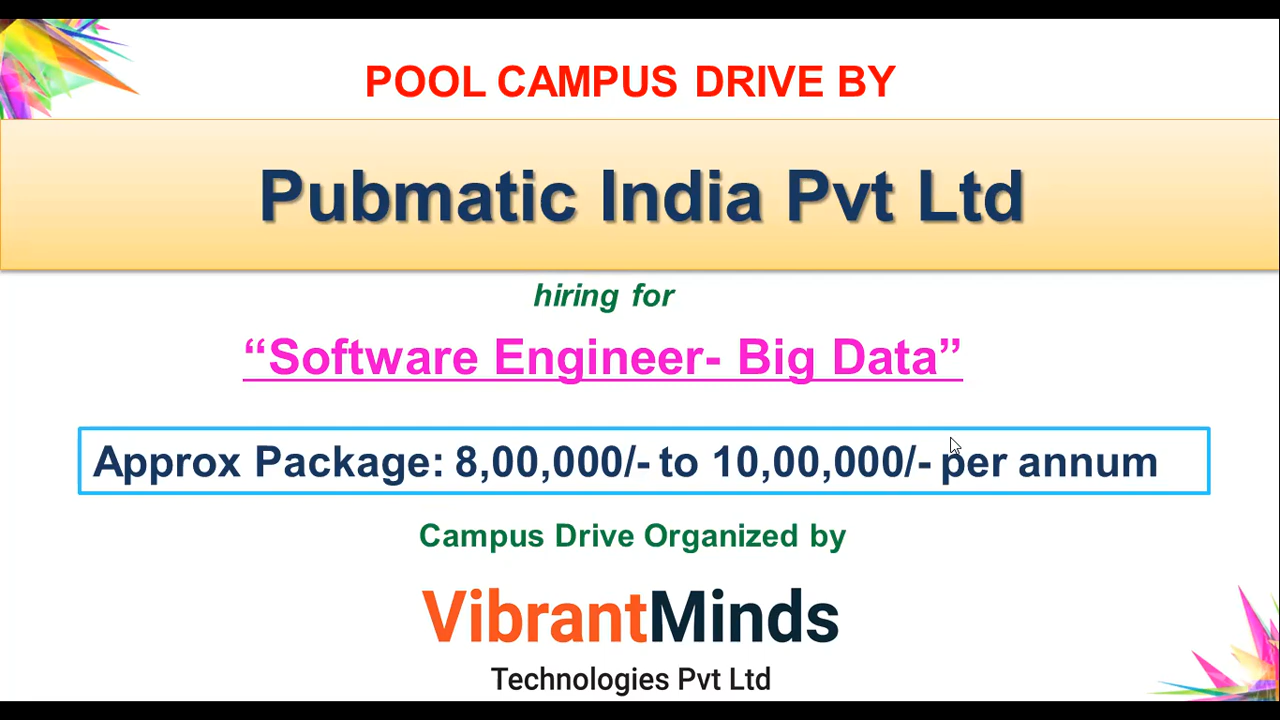 POOL CAMPUS DRIVE BY
Pubmatic India Pvt Ltd
hiring for
“Software Engineer- Big Data”
Approx Package: 8,00,000/- to 10,00,000/- per annum
Campus Drive Organized by
VibrantMinds
Technologies Pvt Ltd